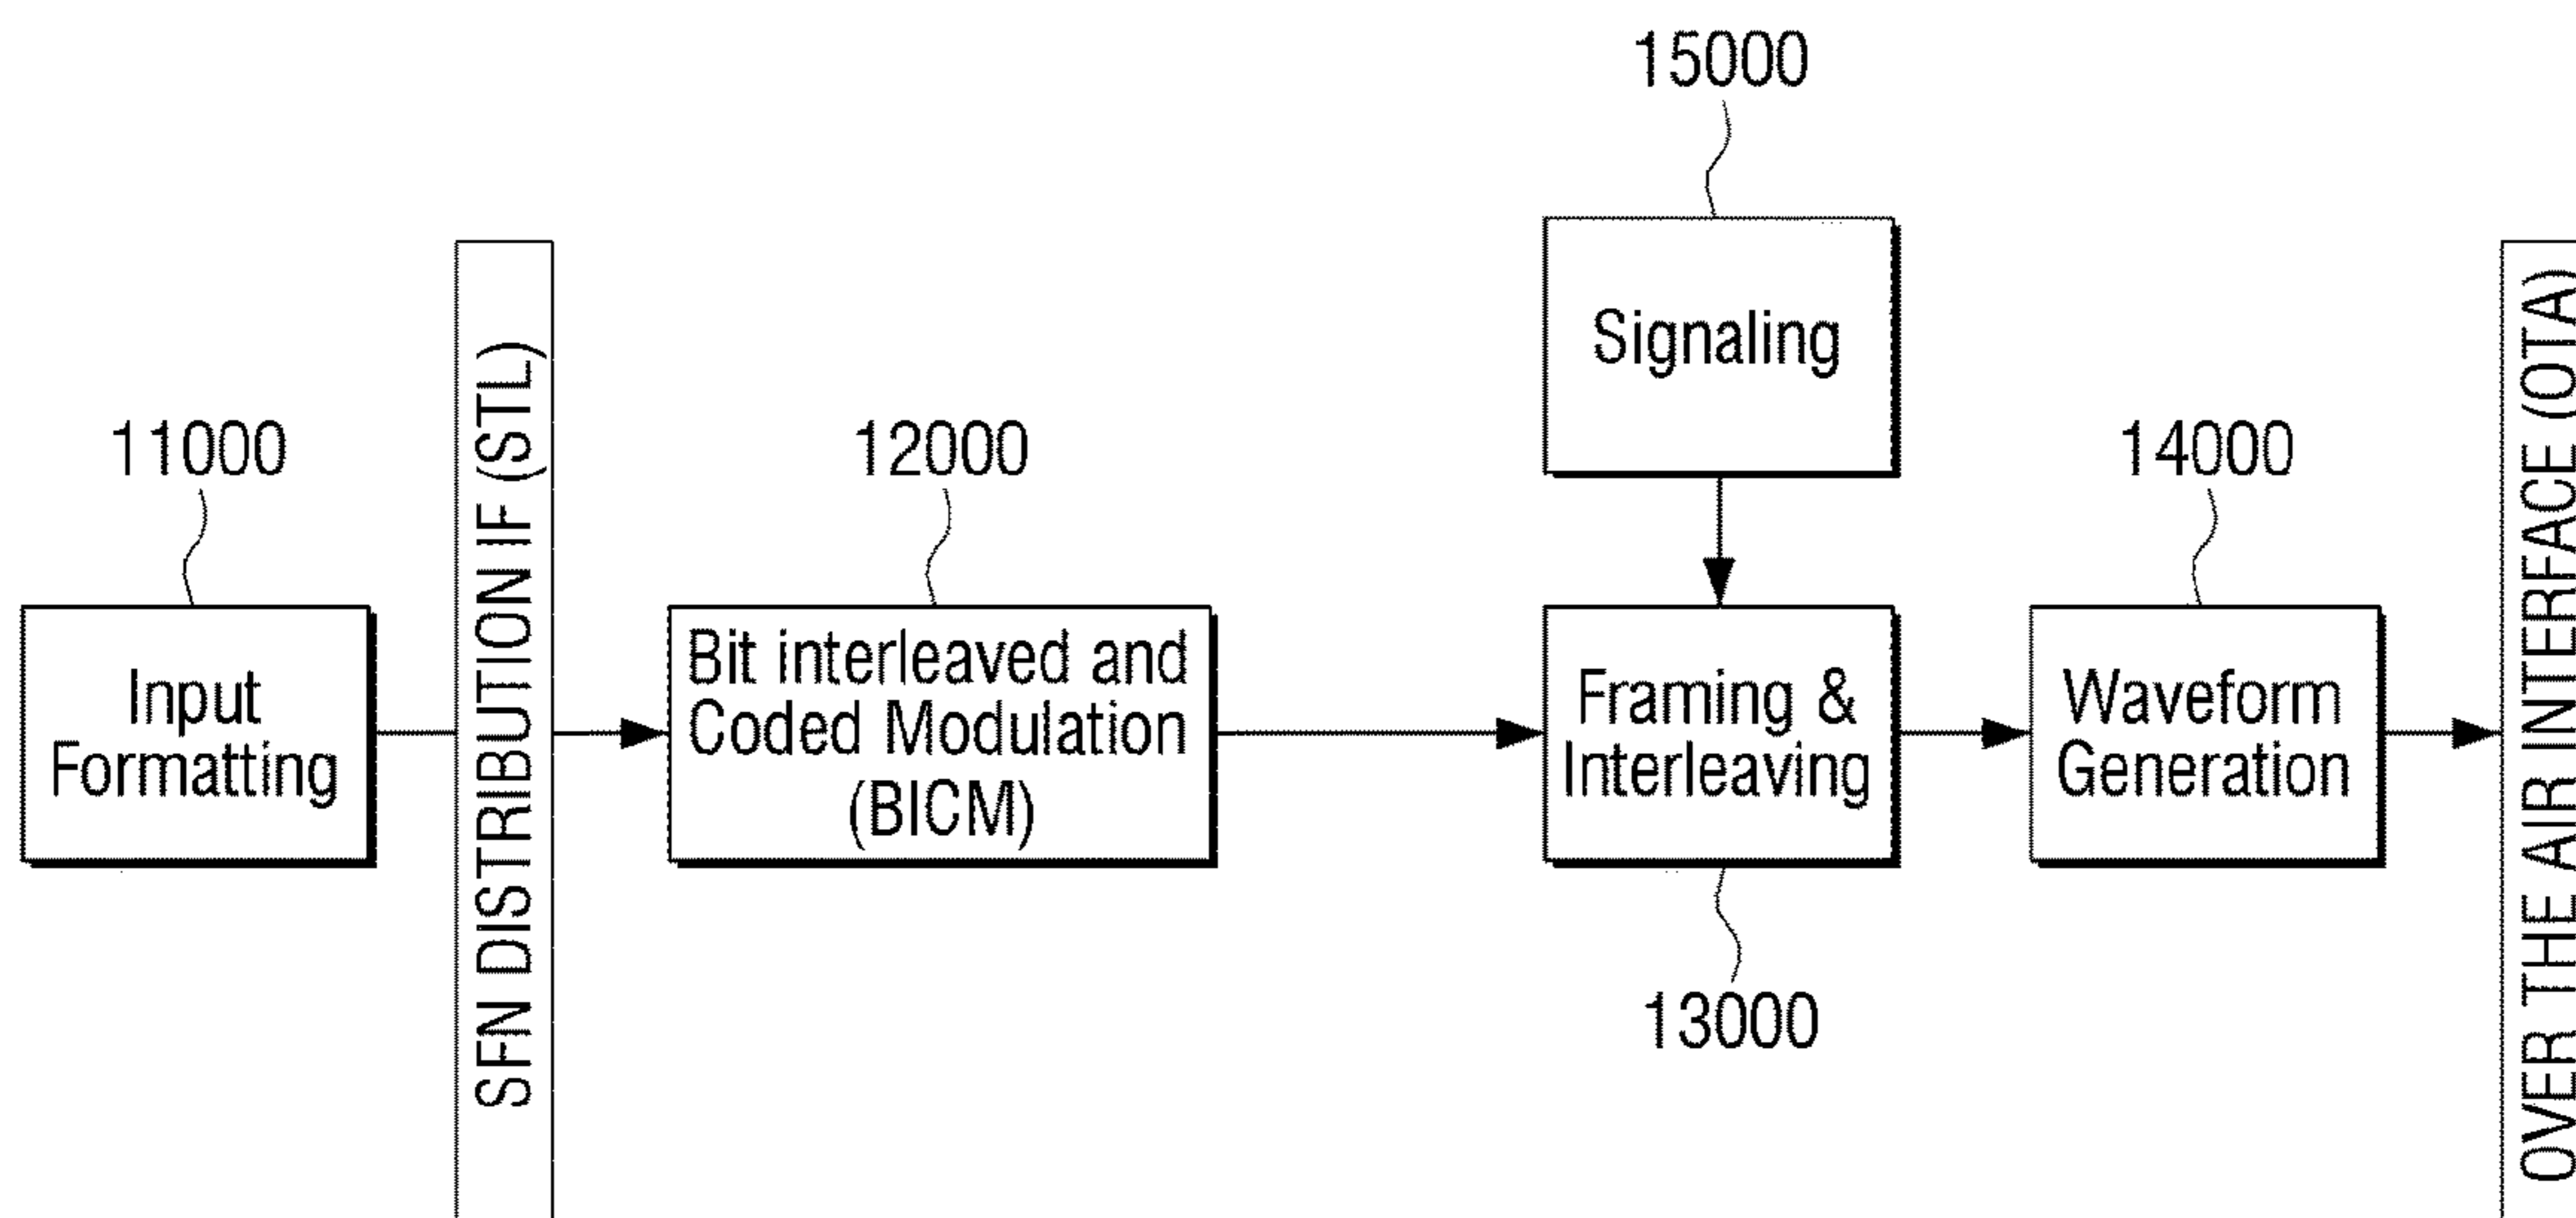 15000
Signaling
11000
Input
Formatting
SFN DISTRIBUTION IF (STL)
12000
Bit interleaved and
Coded Modulation
(BICM)
Framing &
Interleaving
13000
14000
Waveform
Generation
OVER THE AIR INTERFACE (OTA)